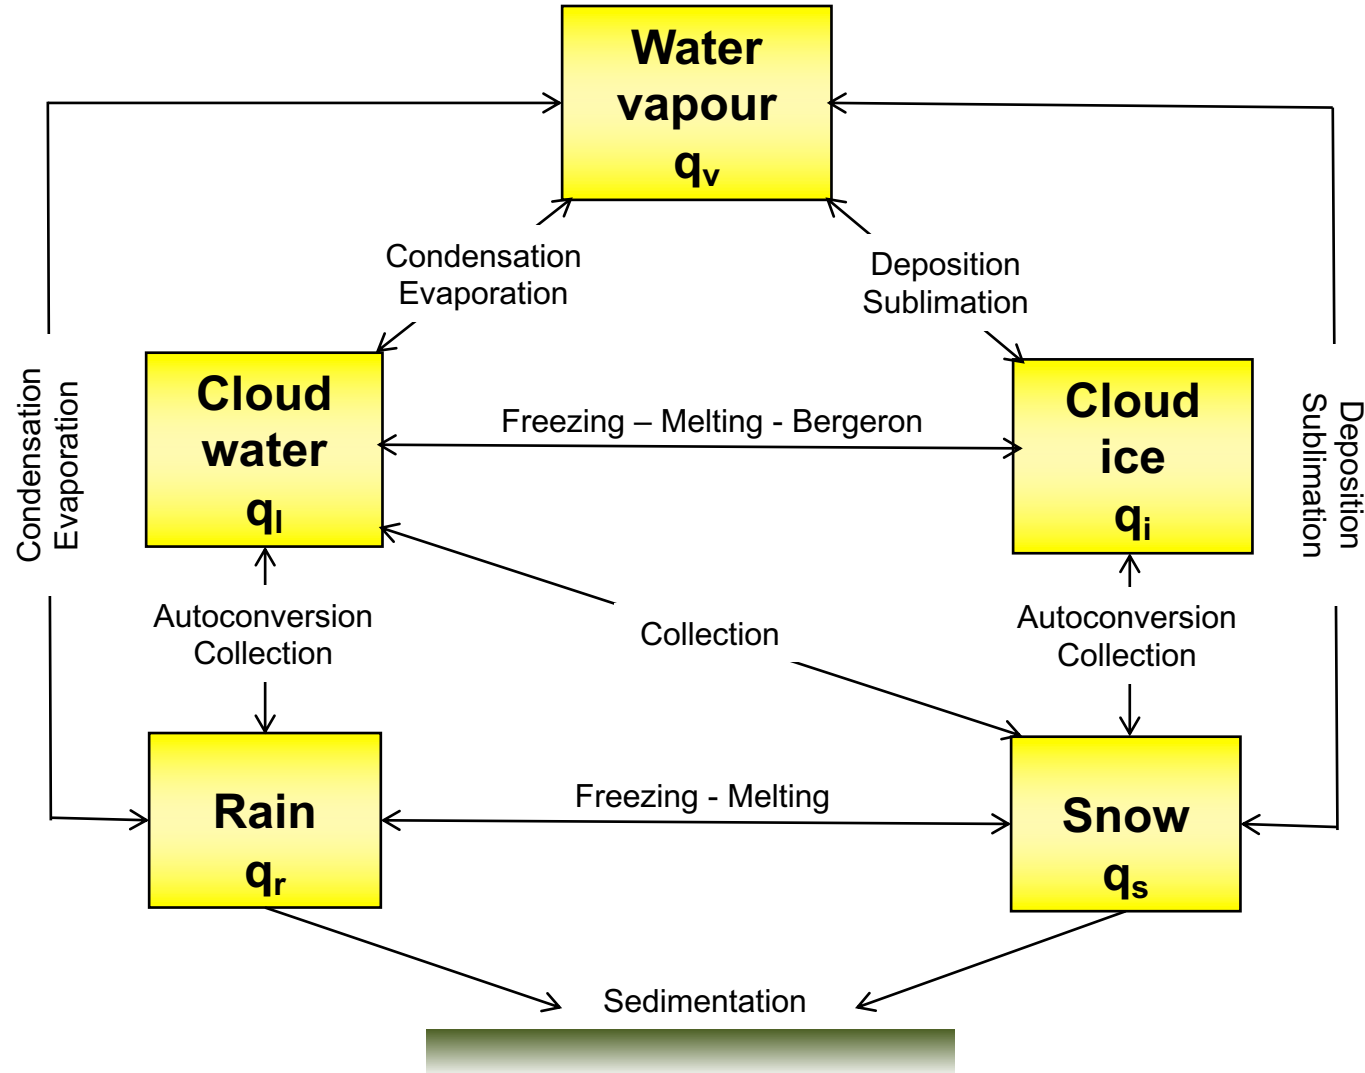 Water
vapour
qv
Condensation
Evaporation
Deposition
Sublimation
Condensation
Evaporation
Cloud
water
ql
Freezing – Melting - Bergeron
Cloud
ice
qi
Deposition
Sublimation
Autoconversion
Collection
Collection
Autoconversion
Collection
Rain
qr
Freezing - Melting
Snow
qs
Sedimentation